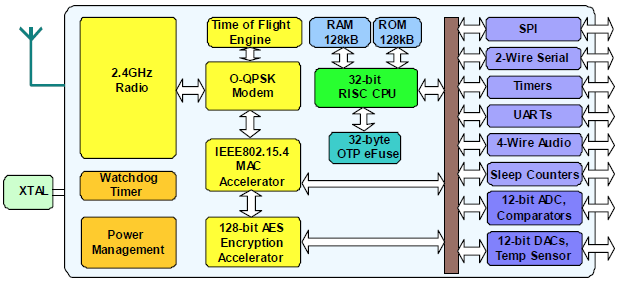 2.4GHz
Radio
Time of Flight
Engine
O-QPSK
Modem
IEEE802.15.4
MAC
Accelerator
128-bit AES
Encryption
Accelerator
Watchdog
Timer
Power
Management
XTAL
RAM
128kB
ROM
128kB
32-bit
RISC CPU
32-byte
OTP eFuse
SPI
2-Wire Serial
Timers
UARTs
4-Wire Audio
Sleep Counters
12-bit ADC,
Comparators
12-bit DACs,
Temp Sensor